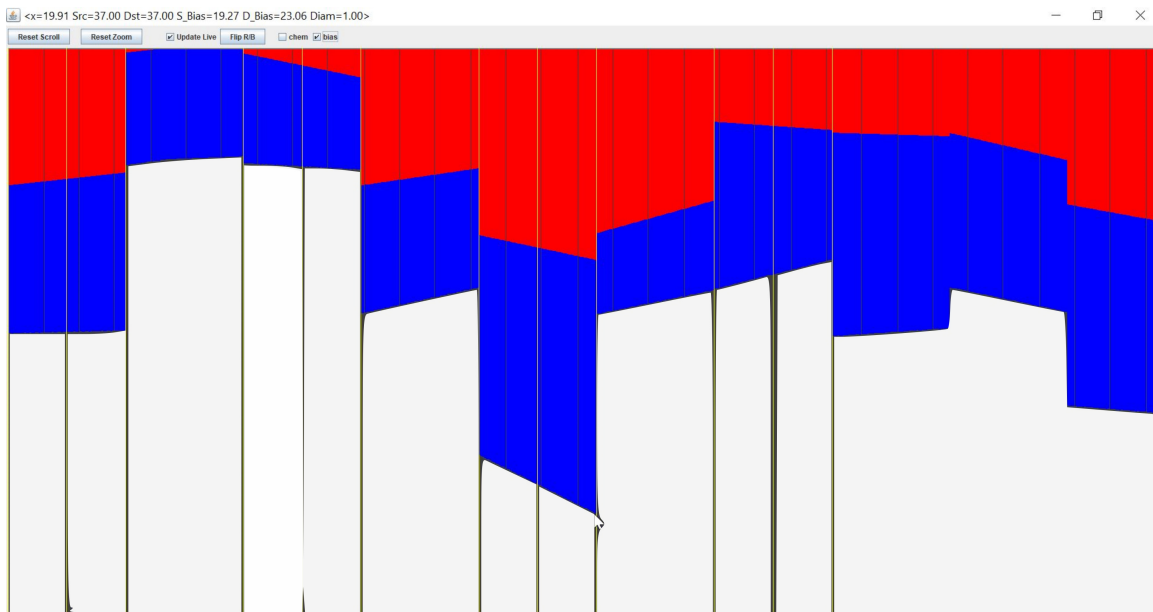 <x=19.91 Src=37.00 Dst=37.00 S_Bias=19.27 D_Bias=23.06 Diam=1.00>
Reset Scroll Reset Zoom Update Live Flip R/B chem bias